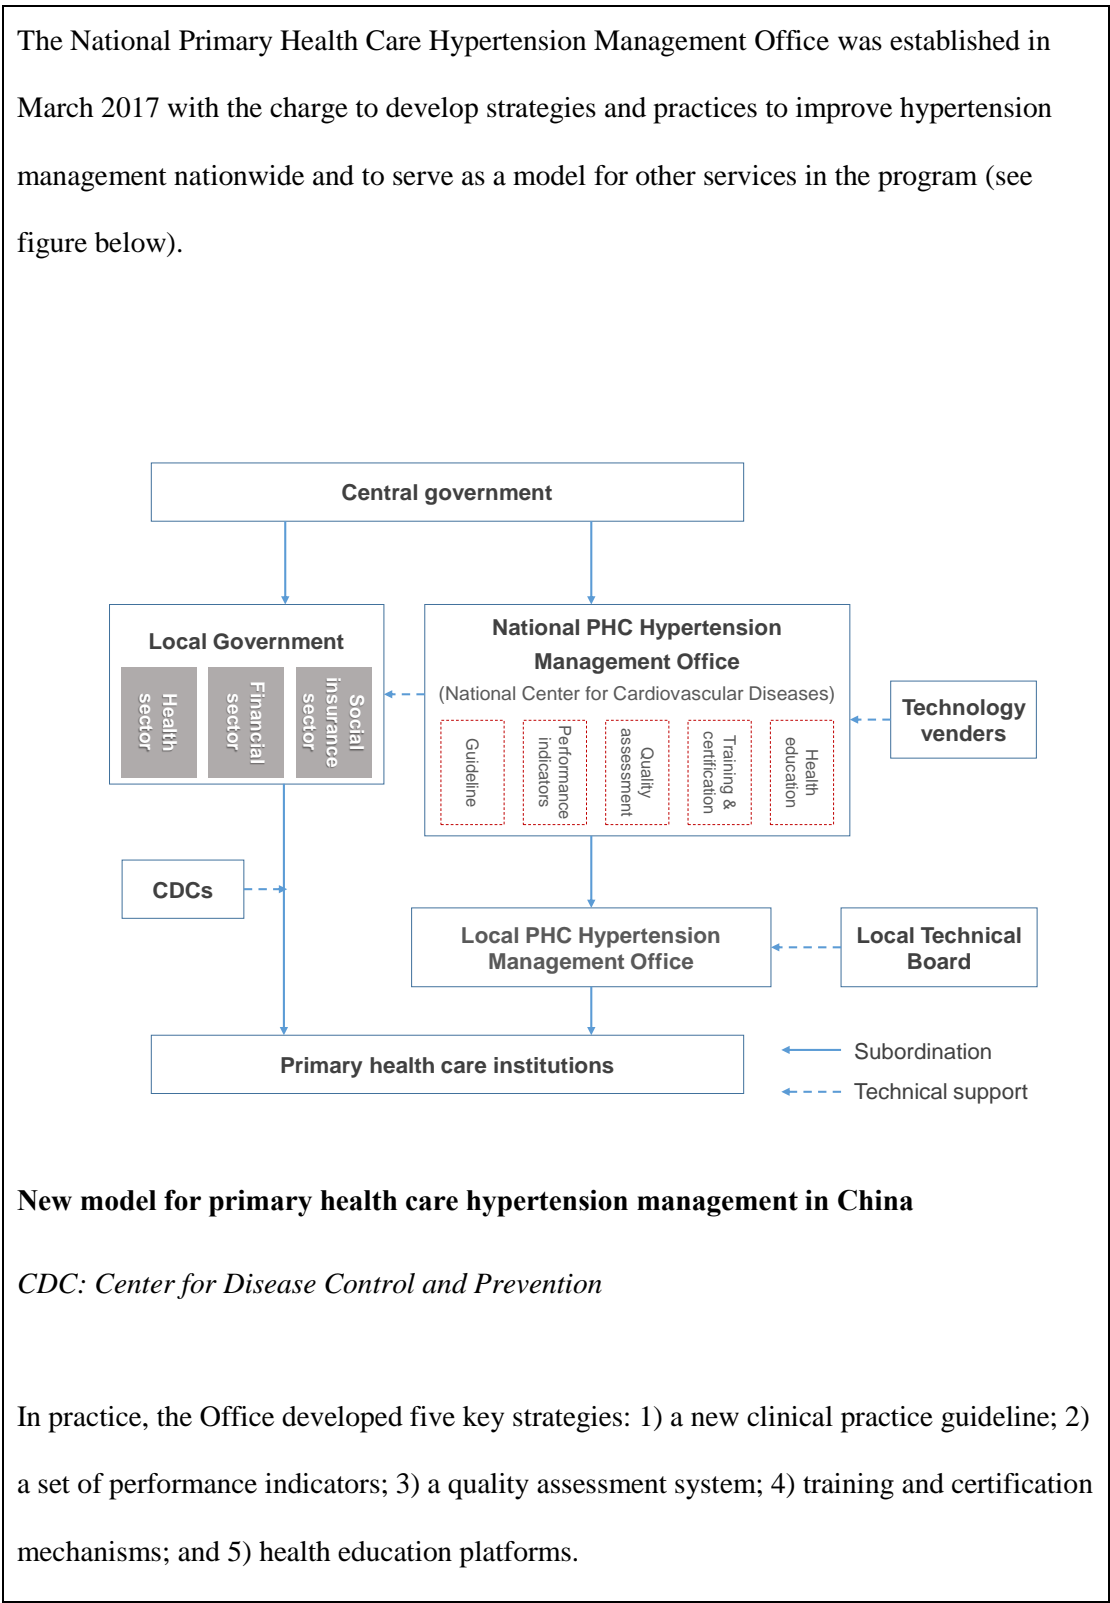 The National Primary Health Care Hypertension Management Office was established in
March 2017 with the charge to develop strategies and practices to improve hypertension
management nationwide and to serve as a model for other services in the program (see
figure below).
Central government
Local Government
Health
sector
Financial
sector
Social
insurance
sector
National PHC Hypertension
Management Office
(National Center for Cardiovascular Diseases)
Guideline
Performance
indicators
Quality
assessment
Training &
certification
Health
education
Technology
venders
CDCs
Local PHC Hypertension
Management Office
Local Technical
Board
Primary health care institutions
Subordination
Technical support
New model for primary health care hypertension management in China
CDC: Center for Disease Control and Prevention
In practice, the Office developed five key strategies: 1) a new clinical practice guideline; 2)
a set of performance indicators; 3) a quality assessment system; 4) training and certification
mechanisms; and 5) health education platforms.